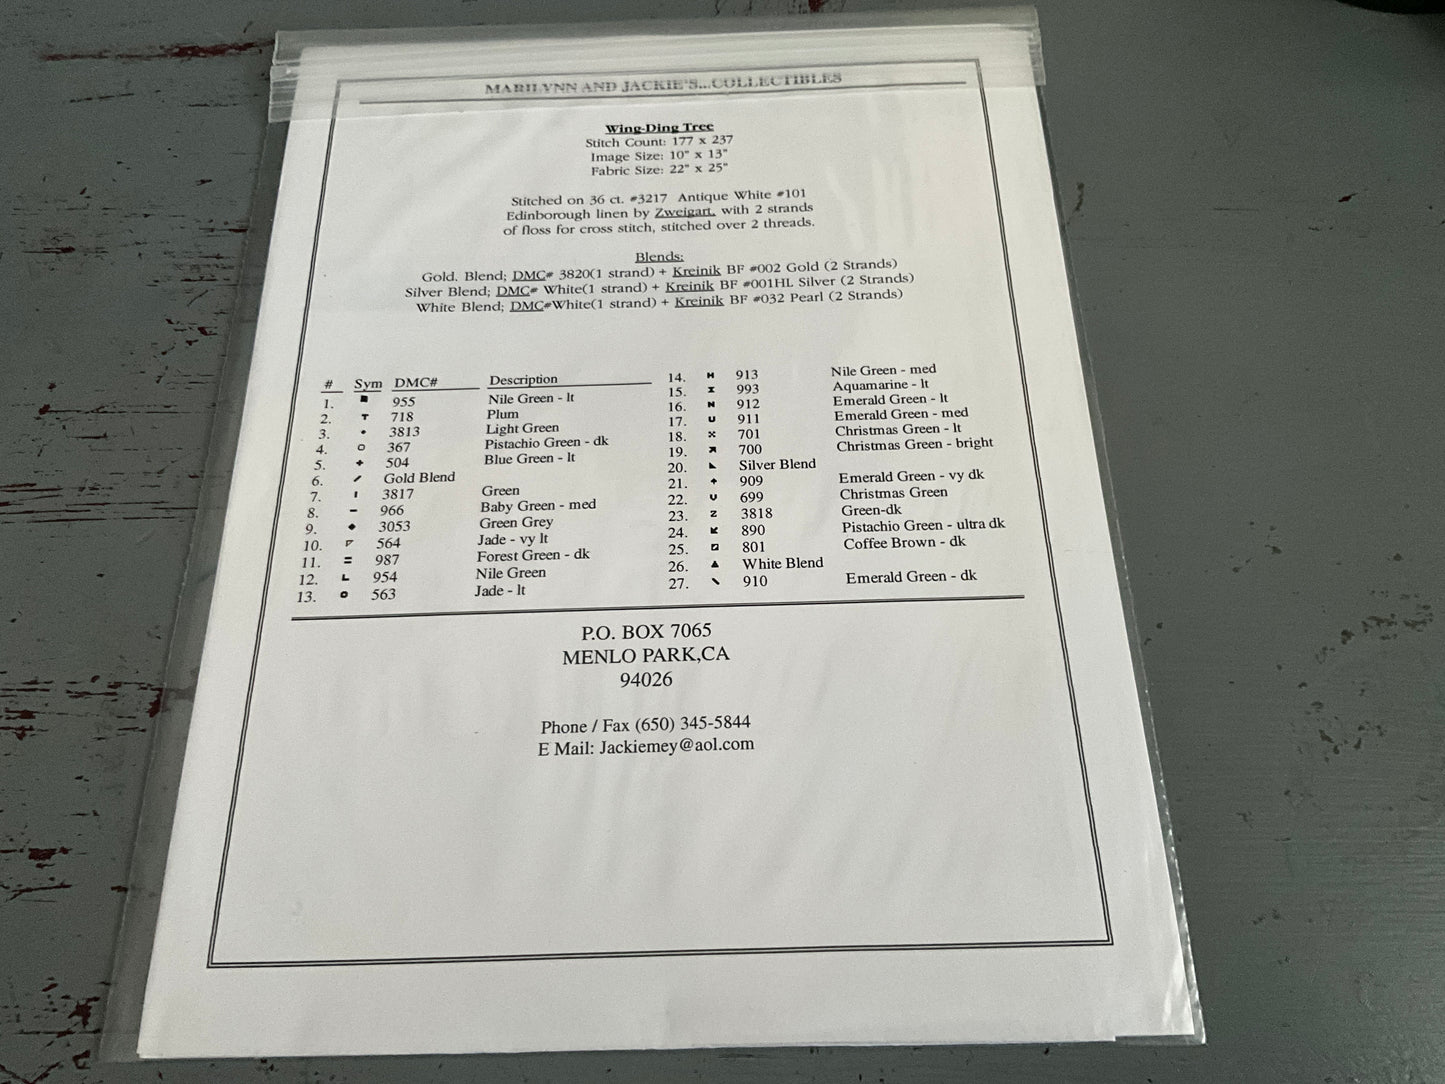 MARILYNN AND JACKIE'S...COLLECTIBLES
Wing-Ding Tree
Stitch Count: 177 x 237
Image Size: 10" x 13"
Fabric Size: 22" x 25"
Stitched on 36 ct. #3217 Antique White #101
Edinborough linen by Zweigart, with 2 strands
of floss for cross stitch, stitched over 2 threads.
Blends:
Gold. Blend; DMC# 3820(1 strand) + Kreinik BF #002 Gold (2 Strands)
Silver Blend; DMC# White(1 strand) + Kreinik BF #001HL Silver (2 Strands)
White Blend; DMC#White(1 strand) + Kreinik BF #032 Pearl (2 Strands)
# Sym DMC# Description
1. 955 Nile Green - lt
2. 718 Plum
3. 3813 Light Green
4. 367 Pistachio Green - dk
5. 504 Blue Green - lt
6. Gold Blend
7. 3817 Green
8. 966 Baby Green - med
9. 3053 Green Grey
10. 564 Jade - vy lt
11. 987 Forest Green - dk
12. 954 Nile Green
13. 563 Jade - lt
14. 913 Nile Green - med
15. 993 Aquamarine - lt
16. 912 Emerald Green - lt
17. 911 Emerald Green - med
18. 701 Christmas Green - lt
19. 700 Christmas Green - bright
20. Silver Blend
21. 909 Emerald Green - vy dk
22. 699 Christmas Green
23. 3818 Green-dk
24. 890 Pistachio Green - ultra dk
25. 801 Coffee Brown - dk
26. White Blend
27. 910 Emerald Green - dk
P.O. BOX 7065
MENLO PARK,CA
94026
Phone / Fax (650) 345-5844
E Mail: Jackiemey@aol.com